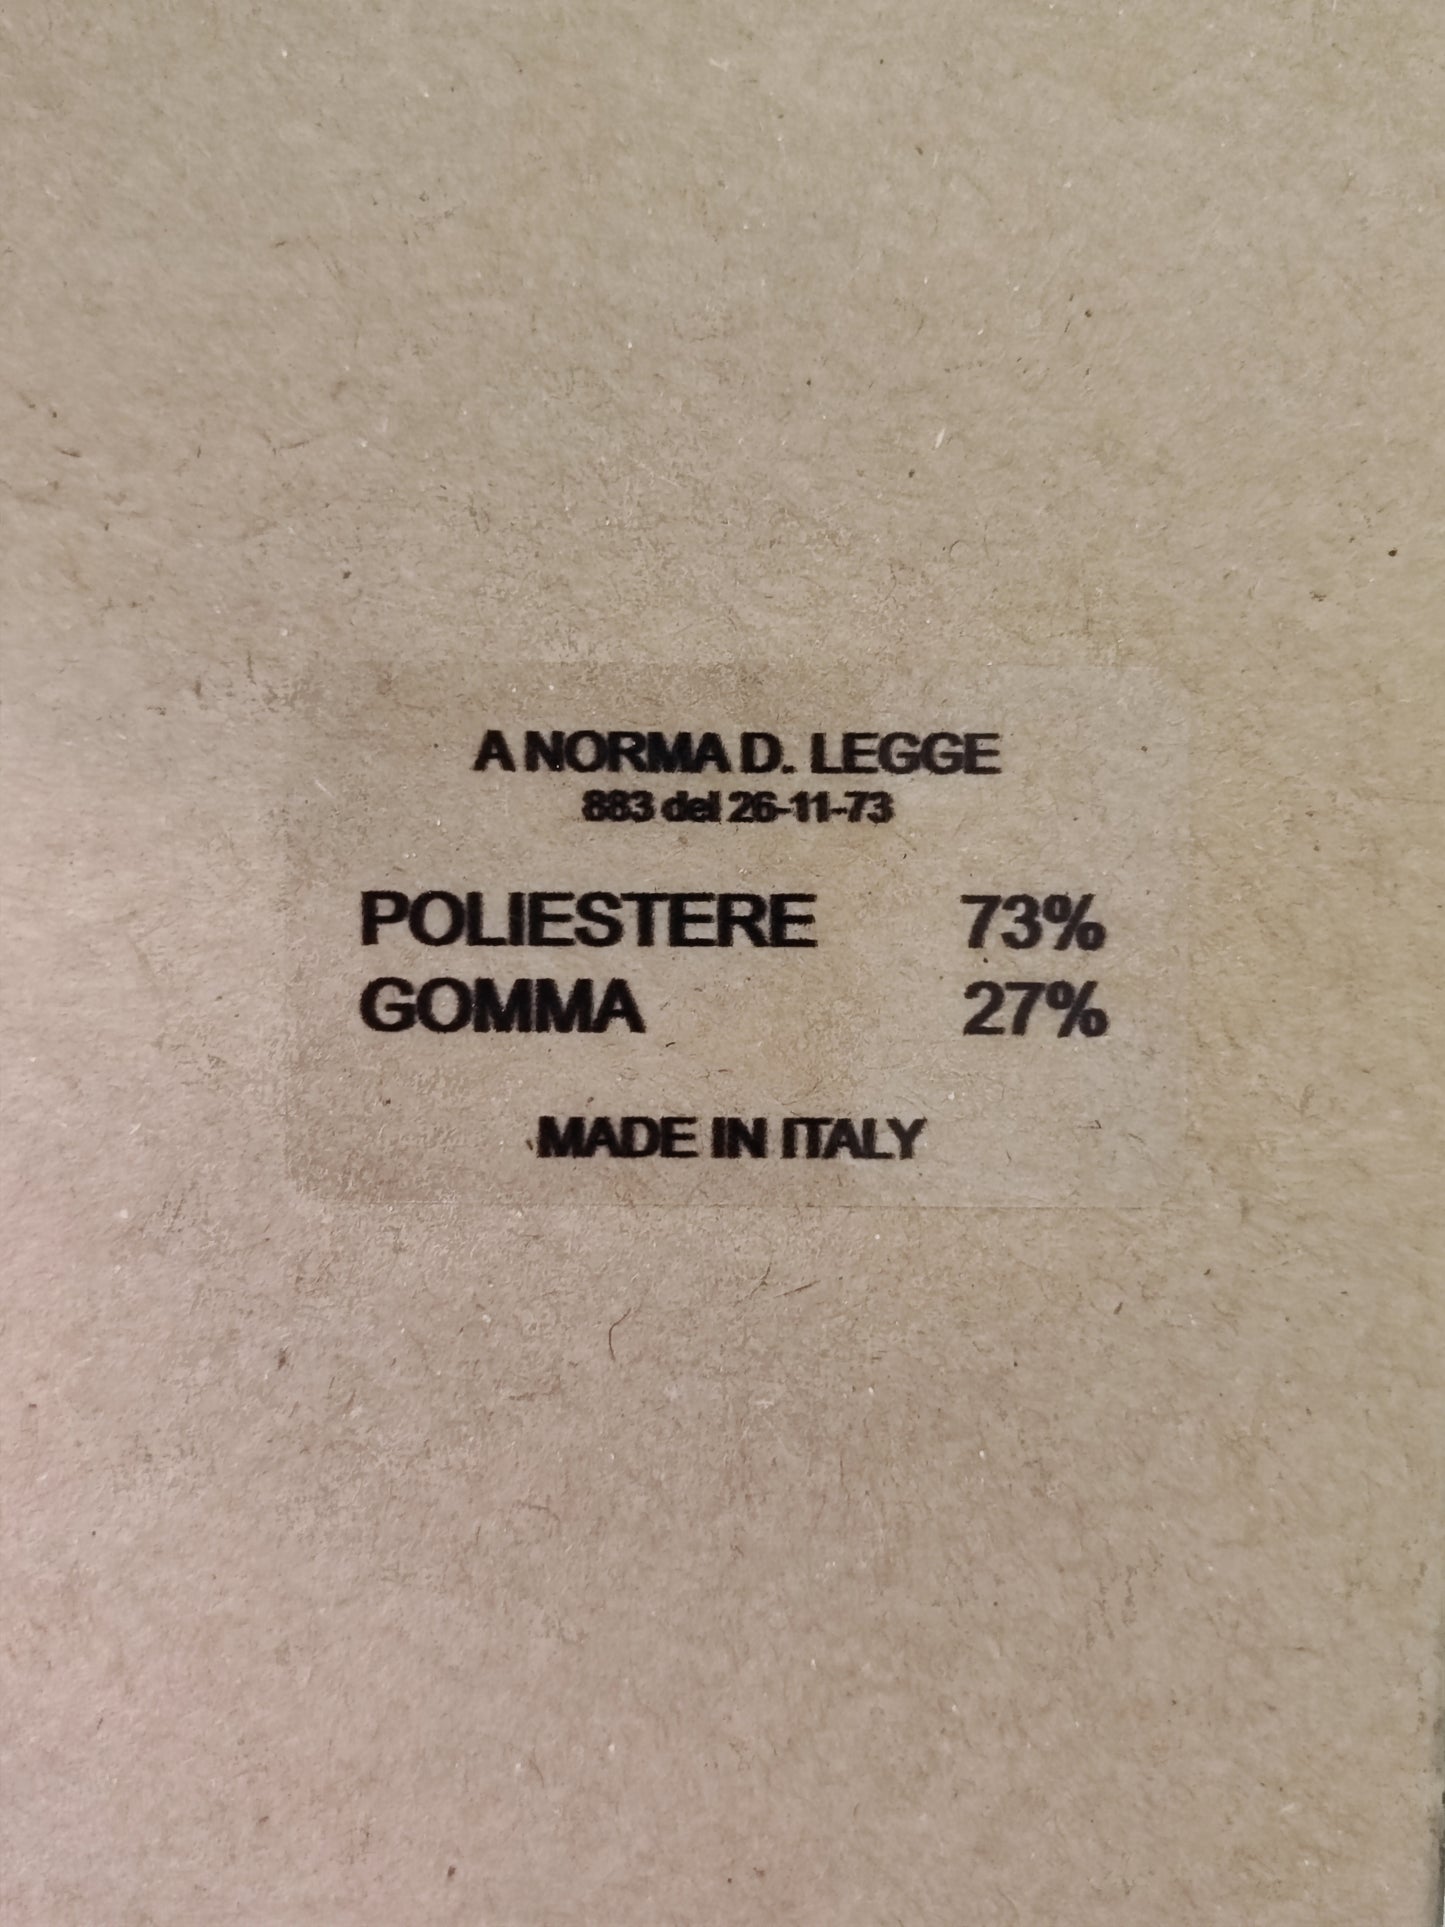 A NORMA D. LEGGE
883 del 26-11-73
POLIESTERE 73%
GOMMA 27%
MADE IN ITALY